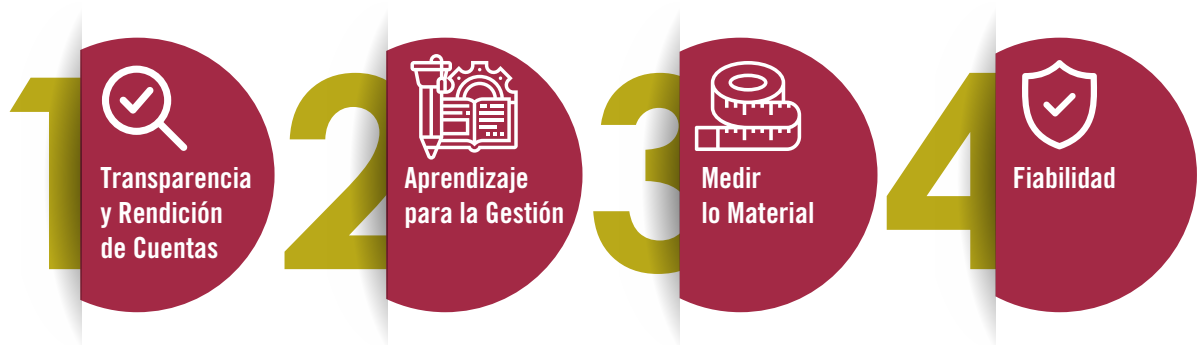 1
Transparencia
y Rendición
de Cuentas
2
Aprendizaje
para la Gestión
3
Medir
lo Material
4
Fiabilidad